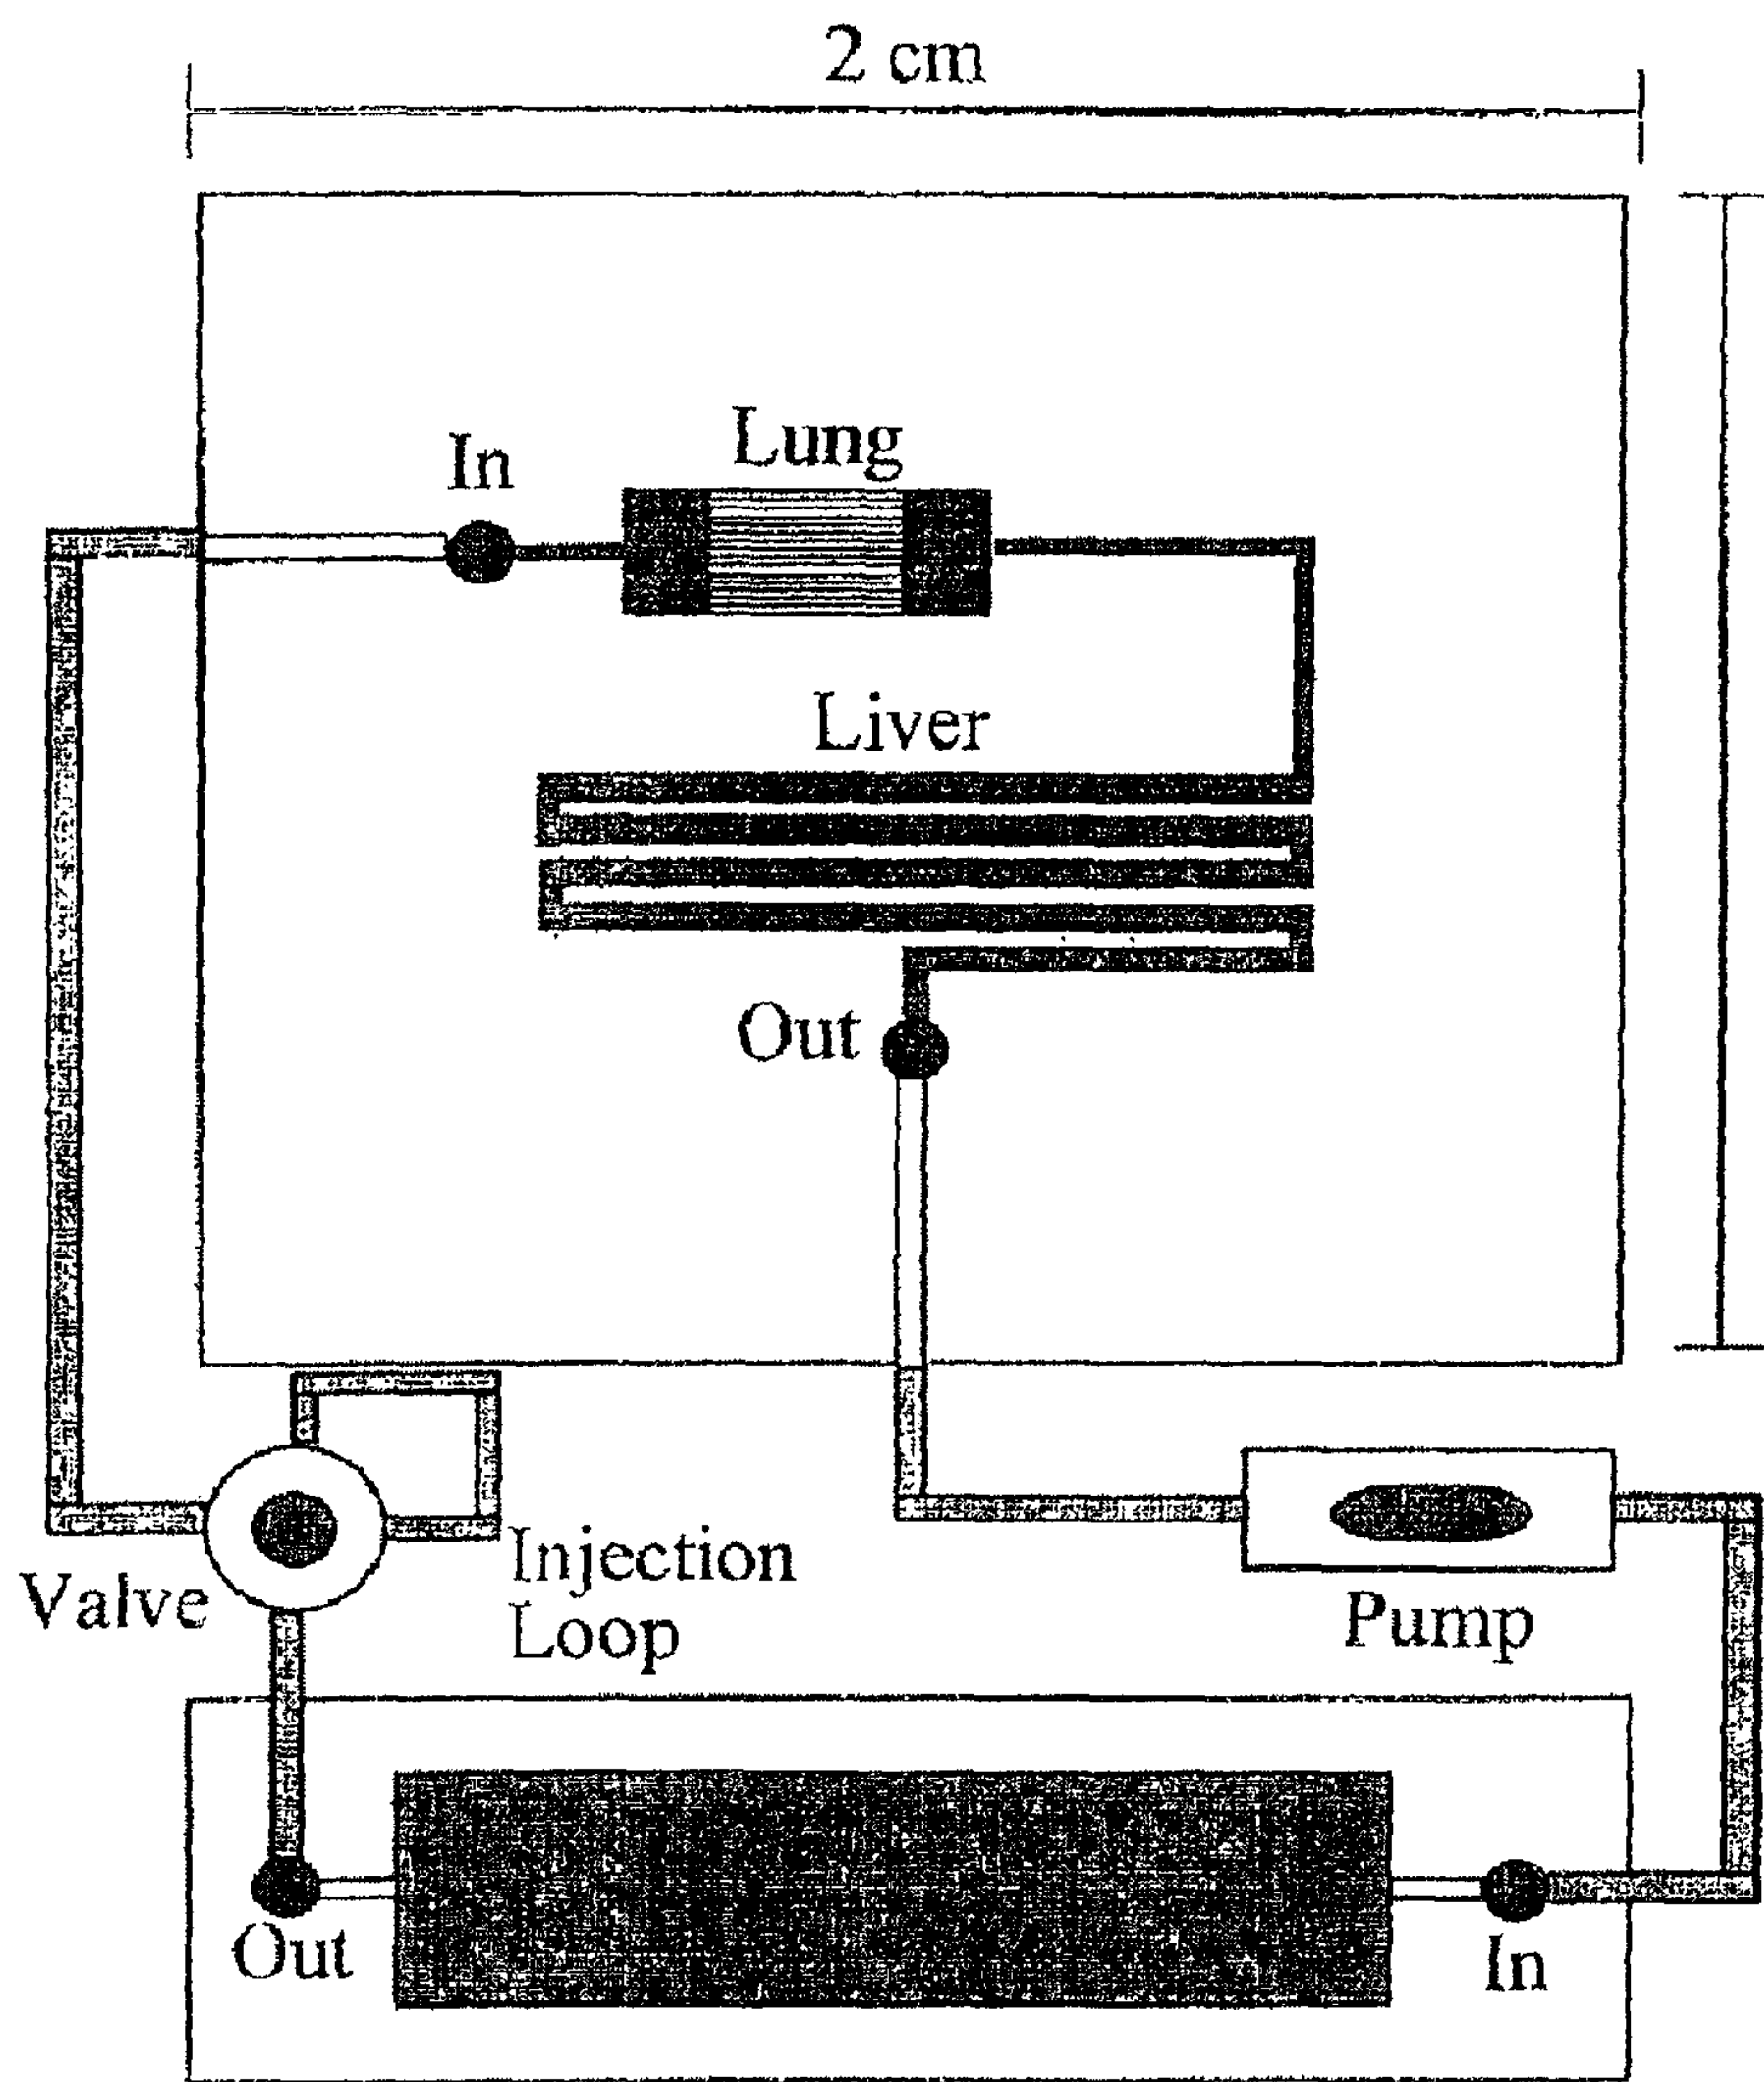 2 cm
Lung
In
Liver
Out
Injection
Loop
Valve
Pump
Out
In